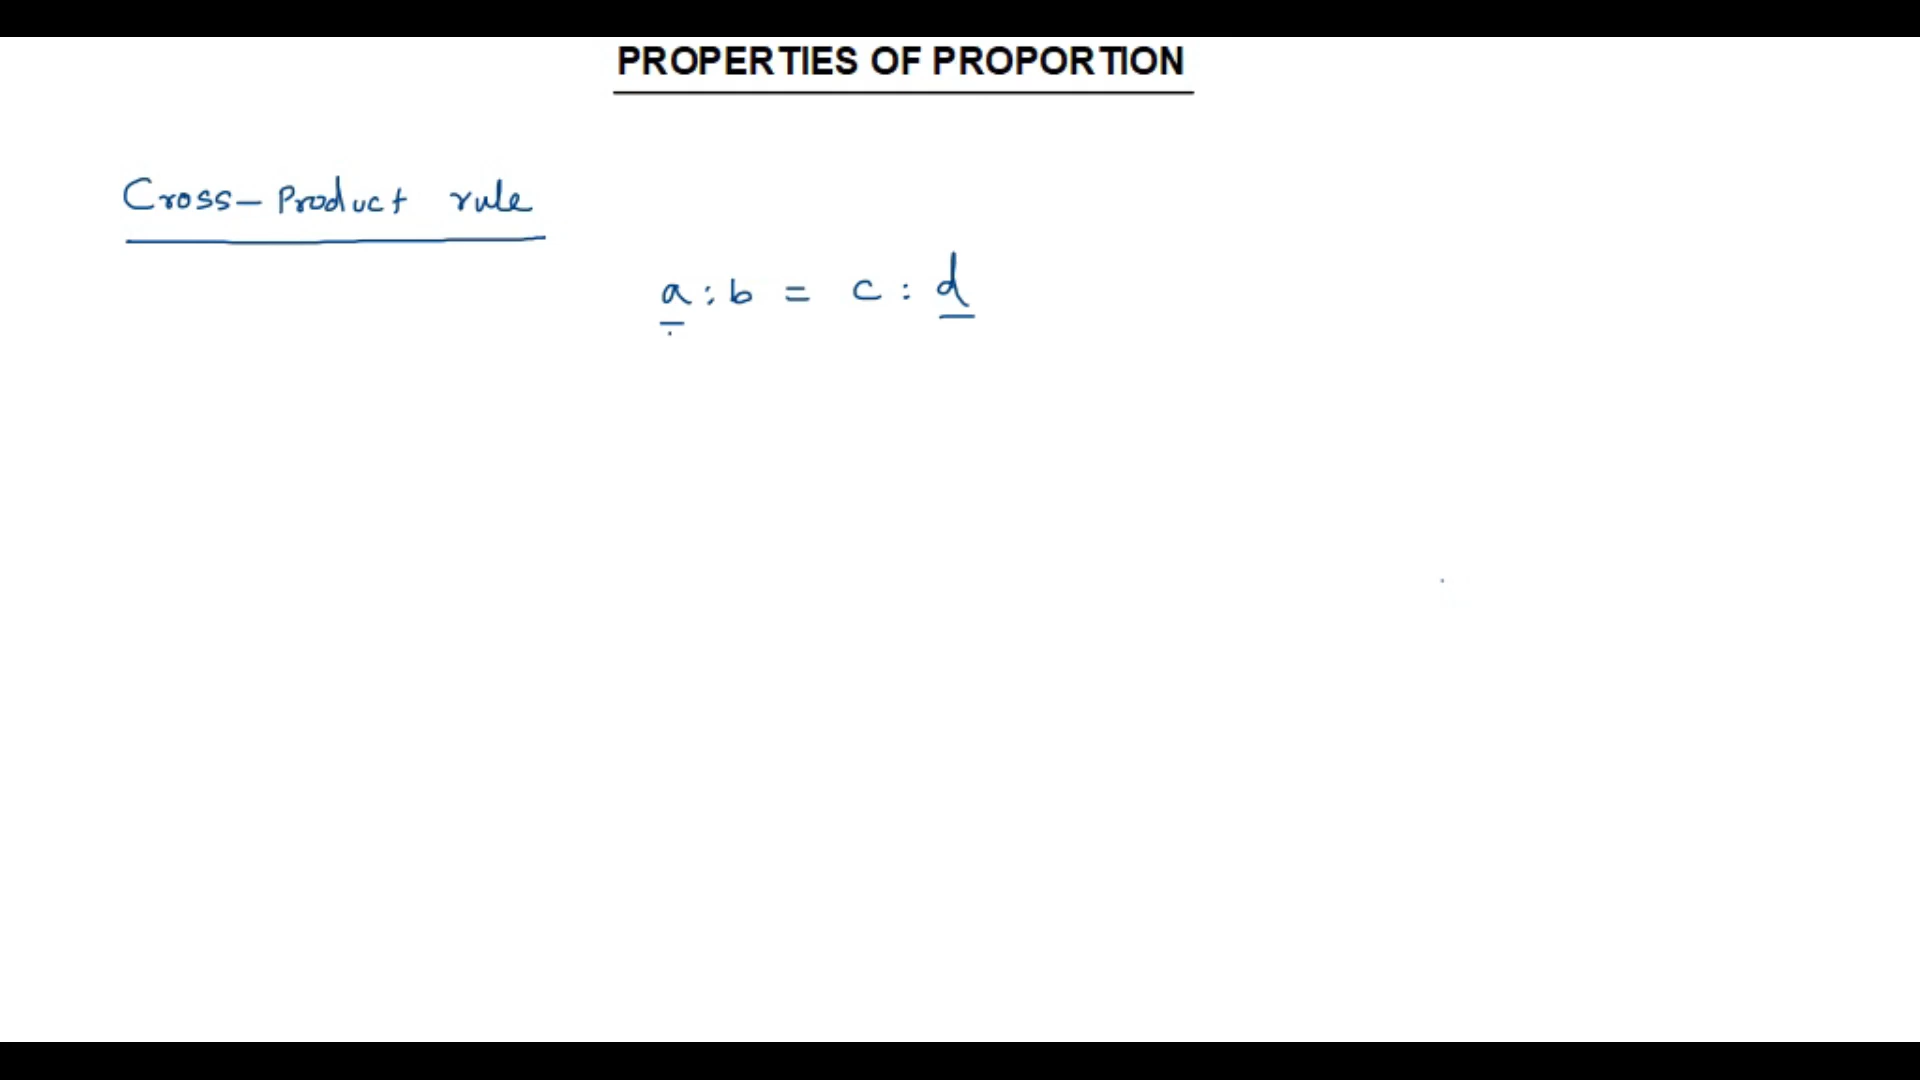 PROPERTIES OF PROPORTION
Cross-Product rule
a : b = c : d